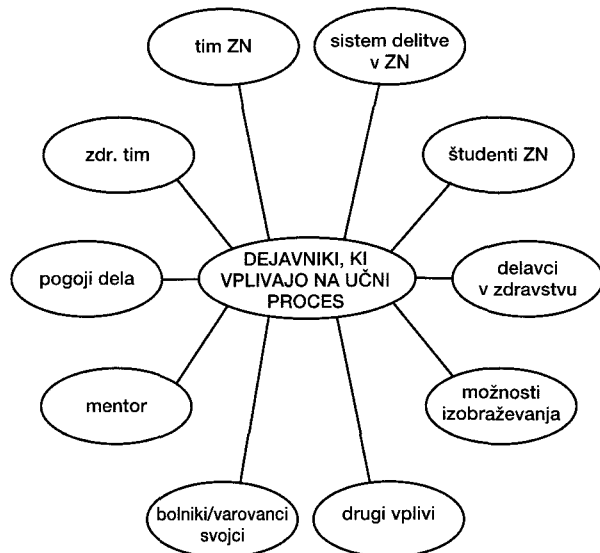 tim ZN
sistem delitve
v ZN
zdr. tim
študenti ZN
DEJAVNIKI, KI
VPLIVAJO NA UČNI
PROCES
pogoji dela
delavci
v zdravstvu
mentor
možnosti
izobraževanja
bolniki/varovanci
svojci
drugi vplivi